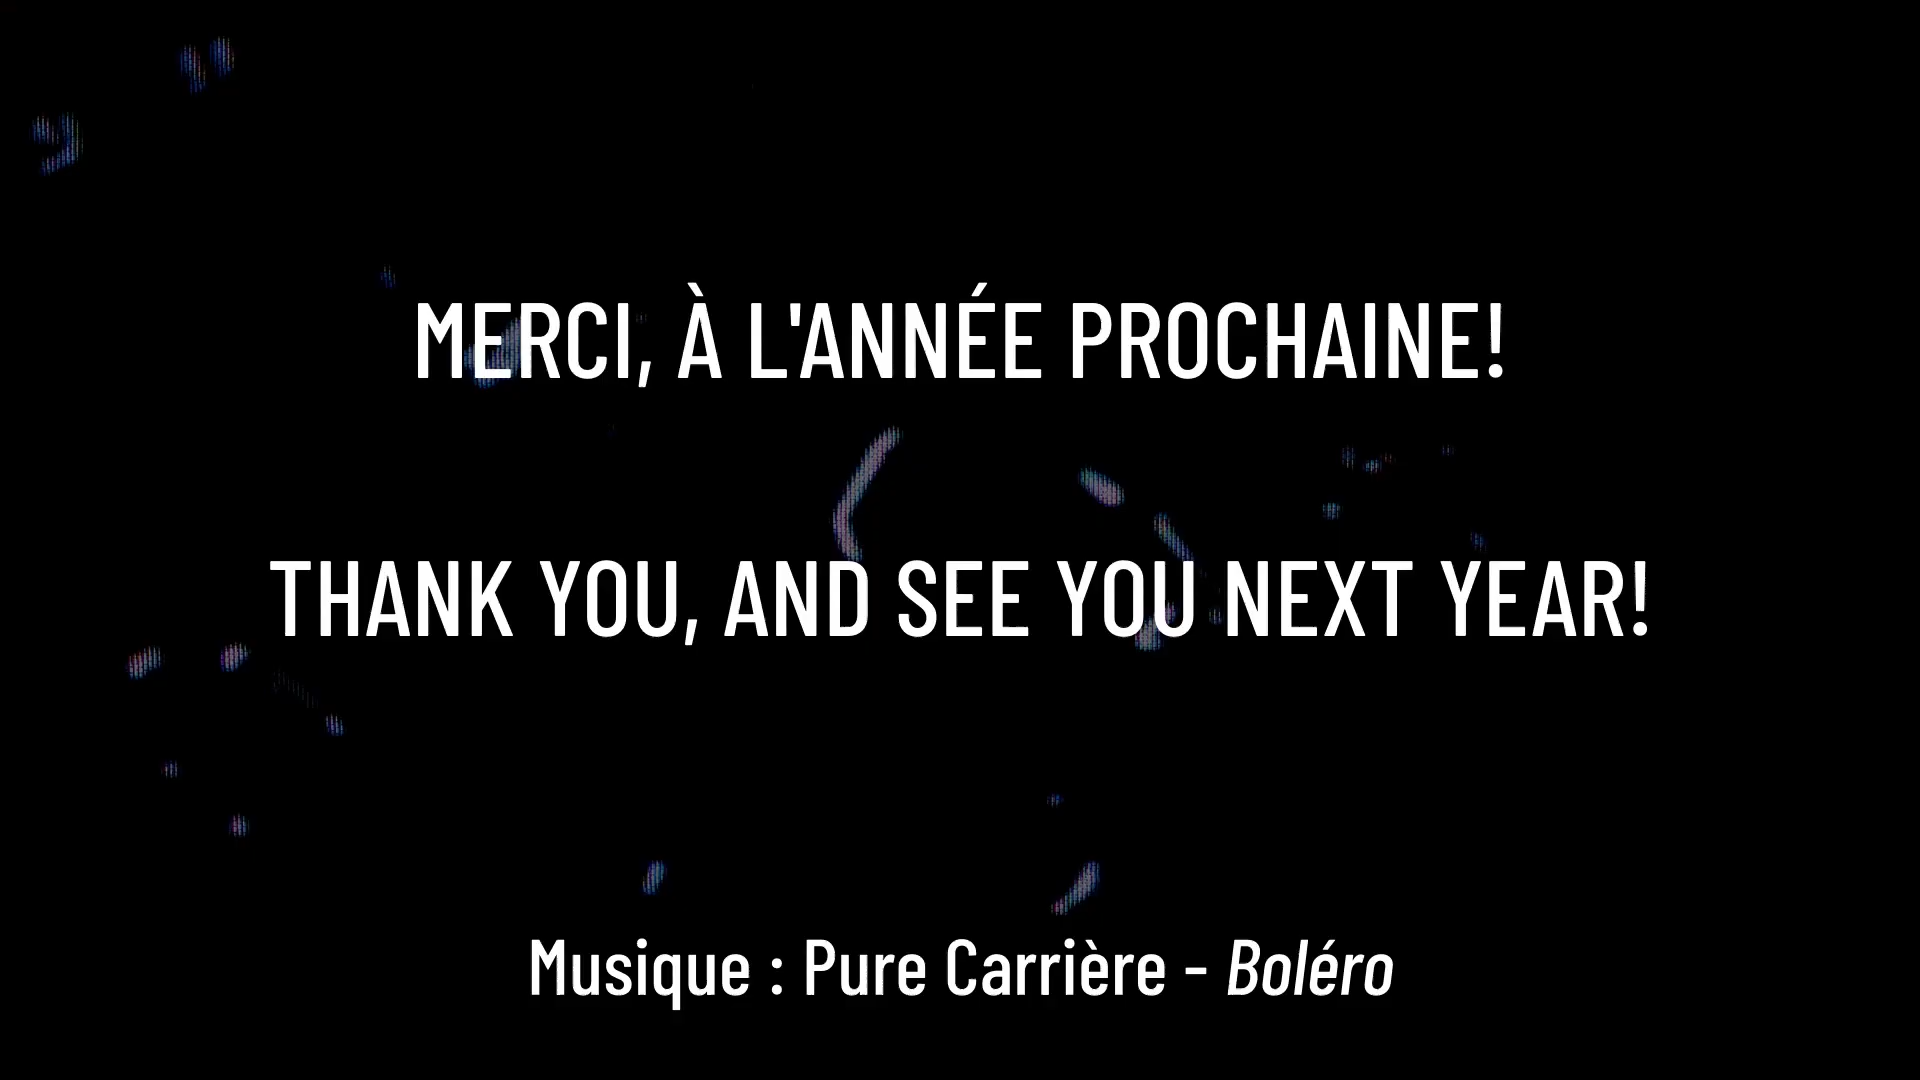 MERCI, À L'ANNÉE PROCHAINE!
THANK YOU, AND SEE YOU NEXT YEAR!
Musique : Pure Carrière - Boléro